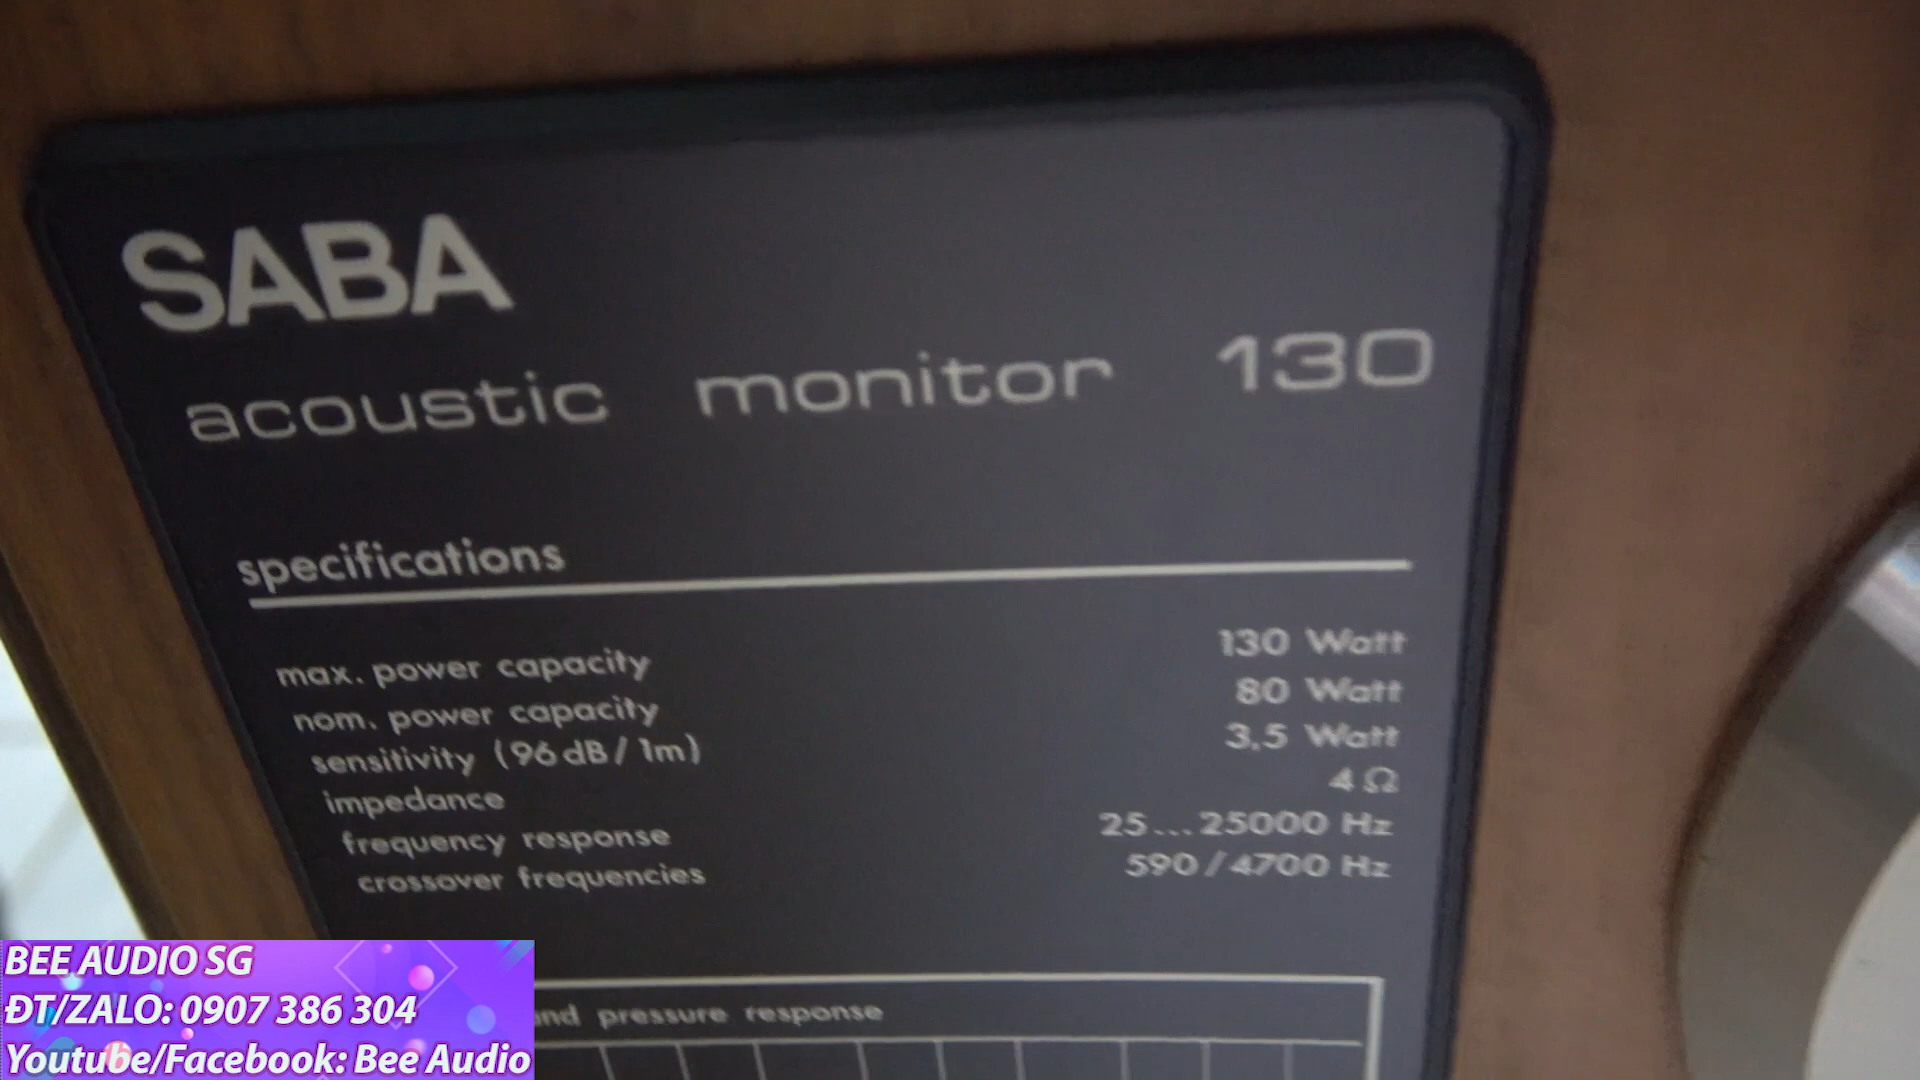 SABA
acoustic monitor 130
specifications
max. power capacity 130 Watt
nom. power capacity 80 Watt
sensitivity (96 dB / 1m) 3,5 Watt
impedance 4 Ω
frequency response 25...25000 Hz
crossover frequencies 590/4700 Hz
pressure response
BEE AUDIO SG
ĐT/ZALO: 0907 386 304
Youtube/Facebook: Bee Audio